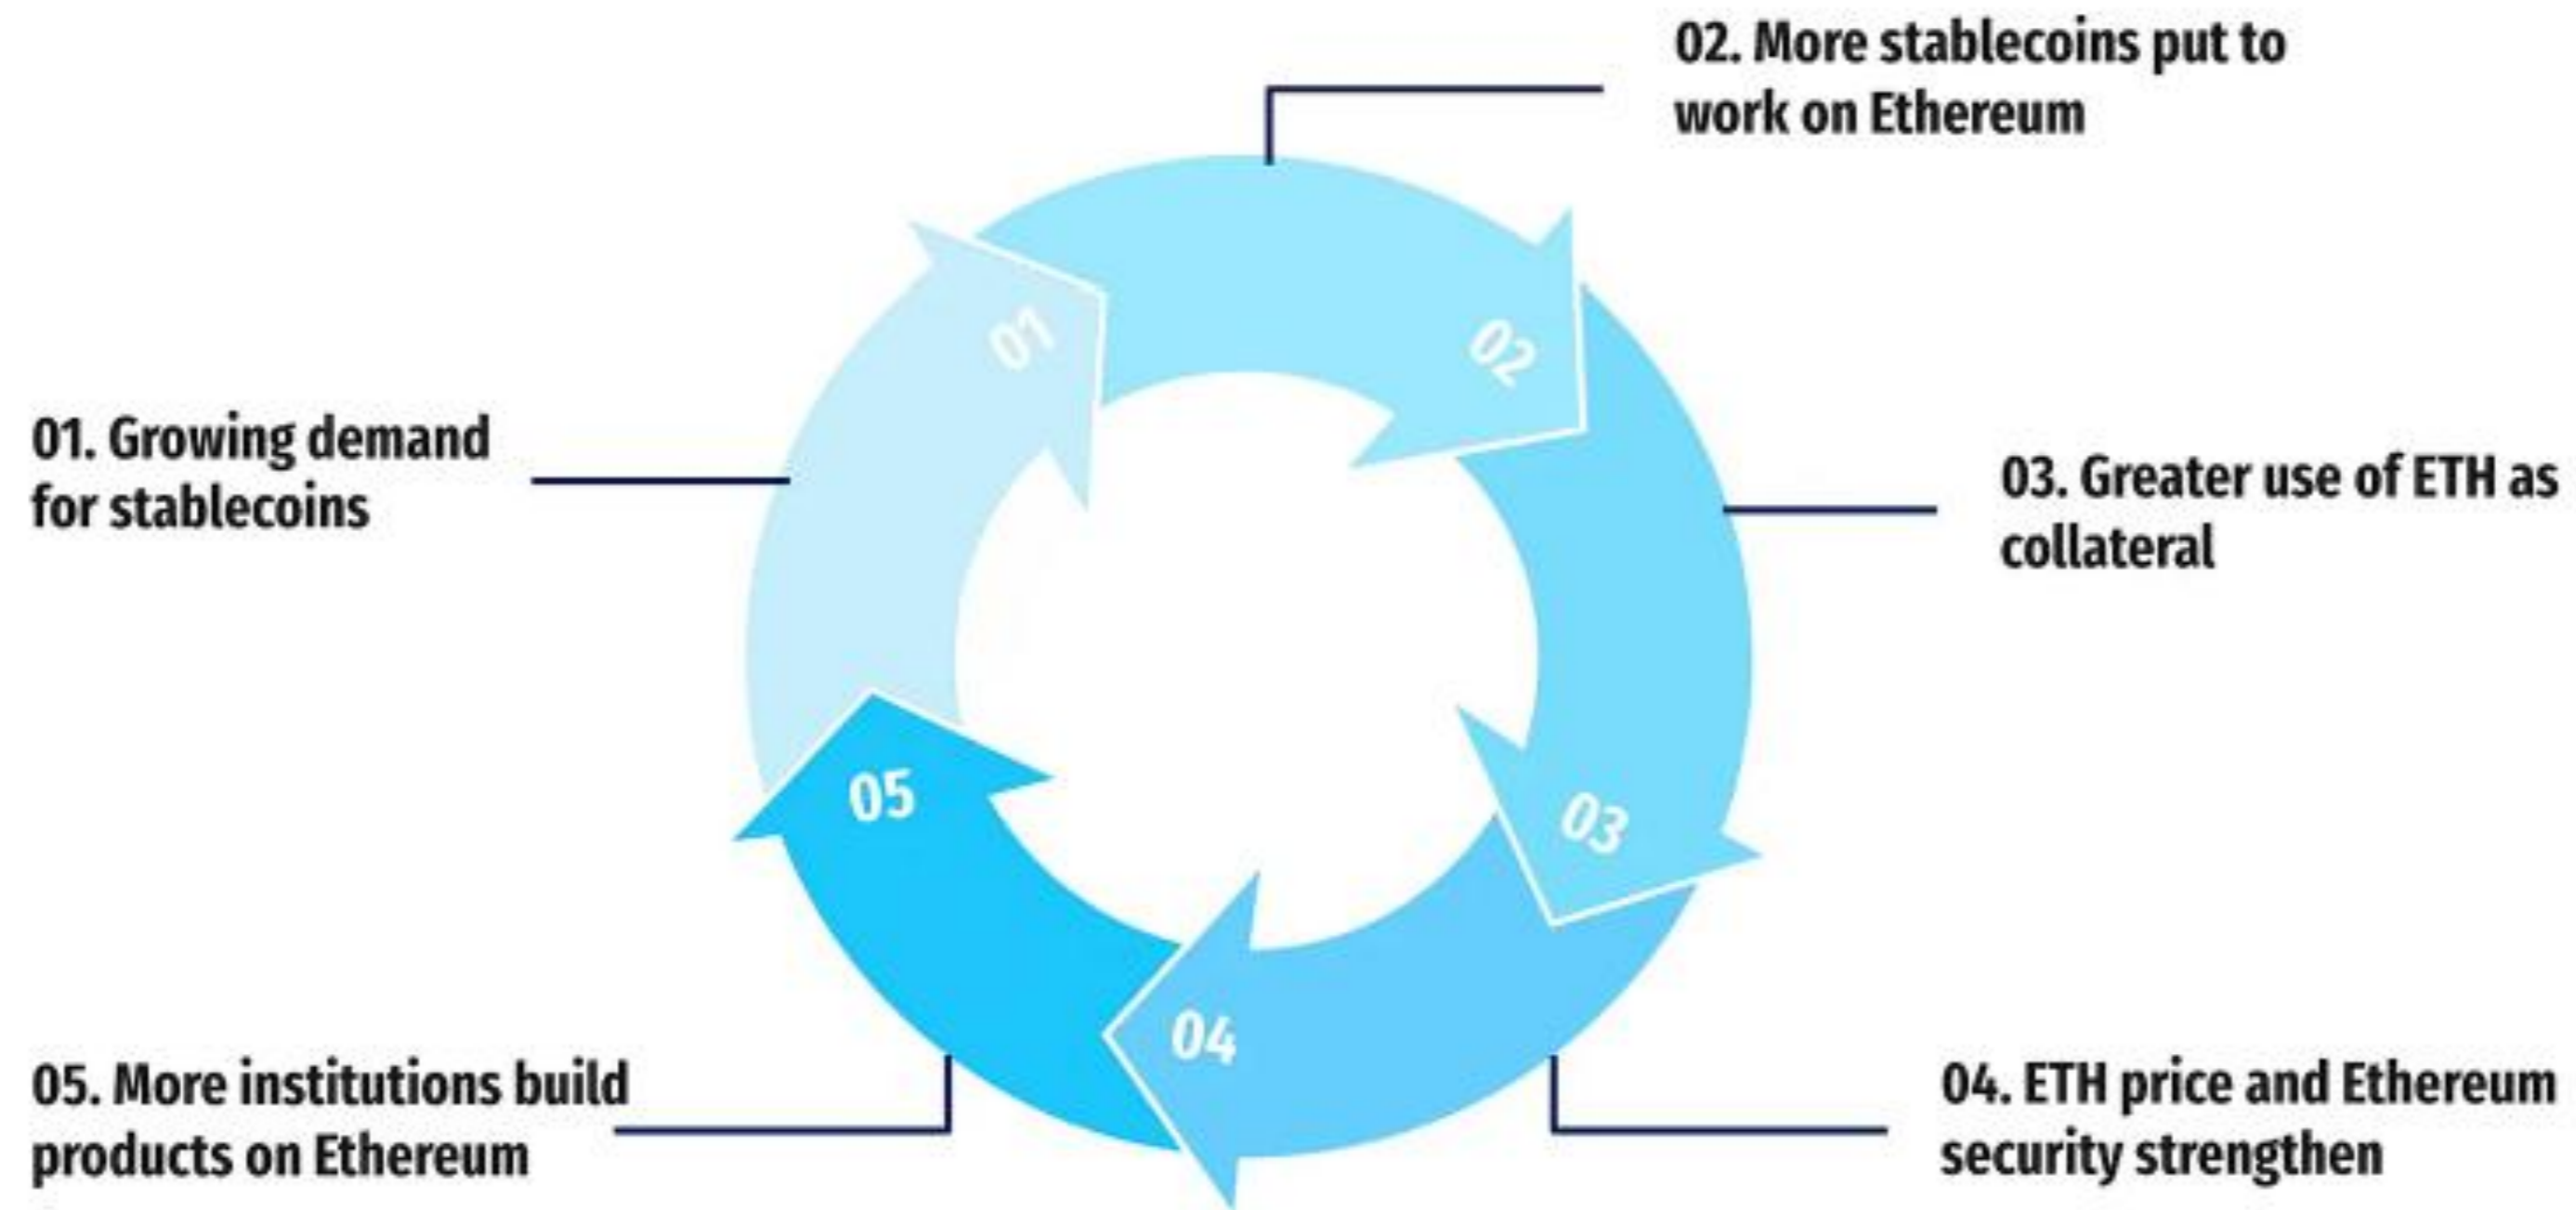 02. More stablecoins put to
work on Ethereum
01
02
01. Growing demand
for stablecoins
03. Greater use of ETH as
collateral
05
03
04
05. More institutions build
products on Ethereum
04. ETH price and Ethereum
security strengthen